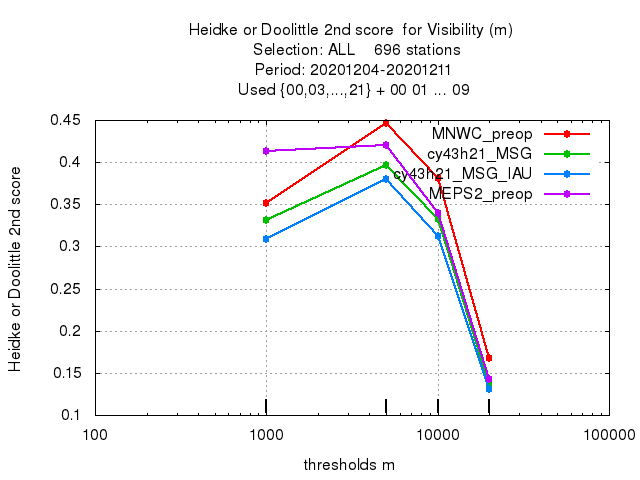 Heidke or Doolittle 2nd score  for Visibility (m)
Selection: ALL    696 stations
Period: 20201204-20201211
Used {00,03,...,21} + 00 01 ... 09
0.45
0.4
0.35
0.3
0.25
0.2
0.15
0.1
Heidke or Doolittle 2nd score
MNWC_preop
cy43h21_MSG
cy43h21_MSG_IAU
MEPS2_preop
100
1000
10000
100000
thresholds m